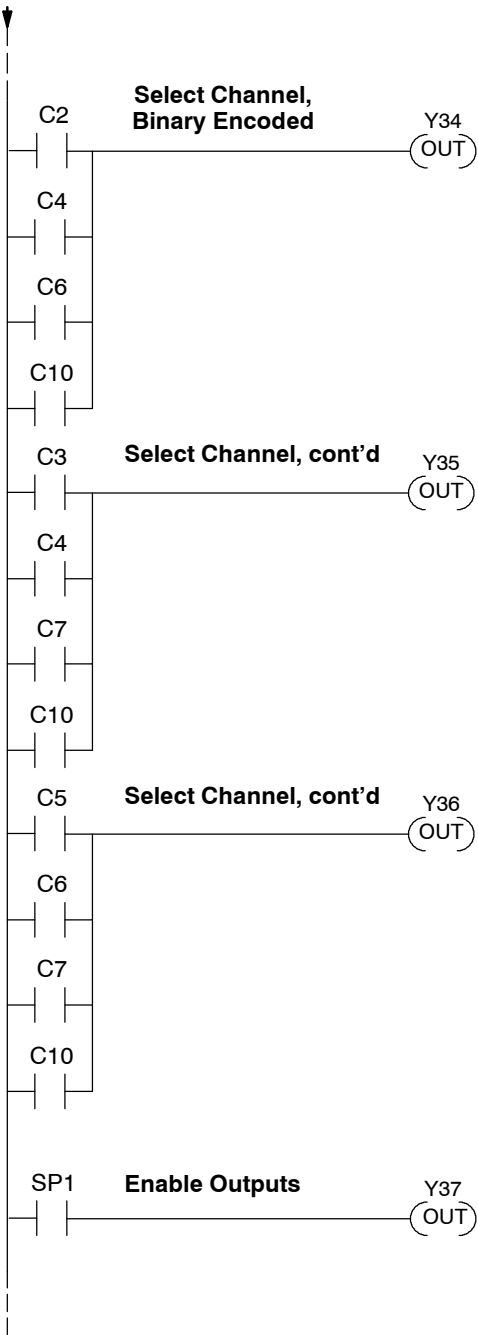 Select Channel,
Binary Encoded
C2
Y34
OUT
C4
C6
C10
C3
Select Channel, cont’d
Y35
OUT
C4
C7
C10
C5
Select Channel, cont’d
Y36
OUT
C6
C7
C10
SP1
Enable Outputs
Y37
OUT